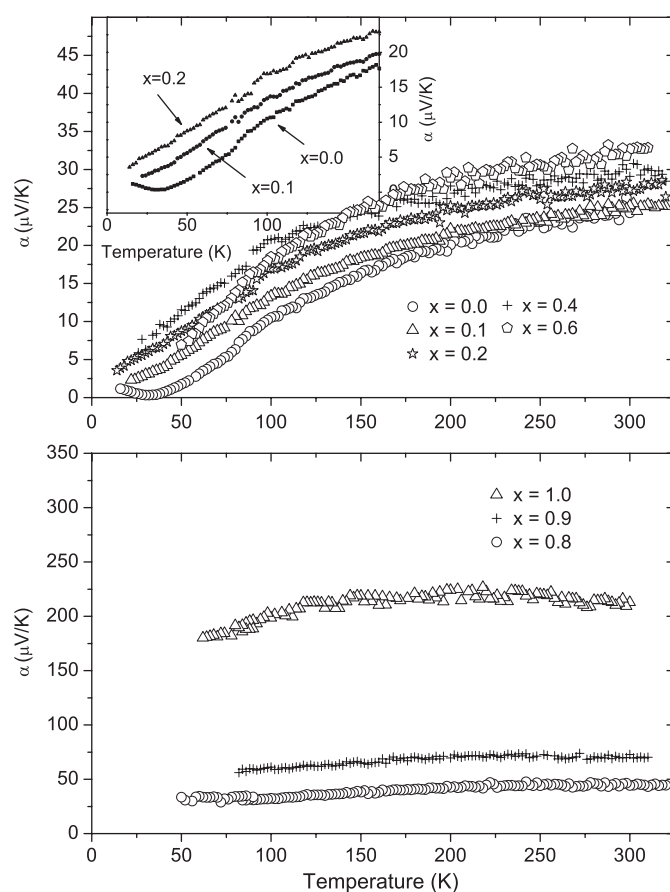 45
40
35
30
25
20
15
10
5
0
α (μV/K)
x=0.2
x=0.1
x=0.0
20
15
10
5
α (μV/K)
0
50
100
Temperature (K)
x = 0.0
x = 0.1
x = 0.2
x = 0.4
x = 0.6
0 50 100 150 200 250 300
350
300
250
200
150
100
50
0
α (μV/K)
x = 1.0
x = 0.9
x = 0.8
0 50 100 150 200 250 300
Temperature (K)